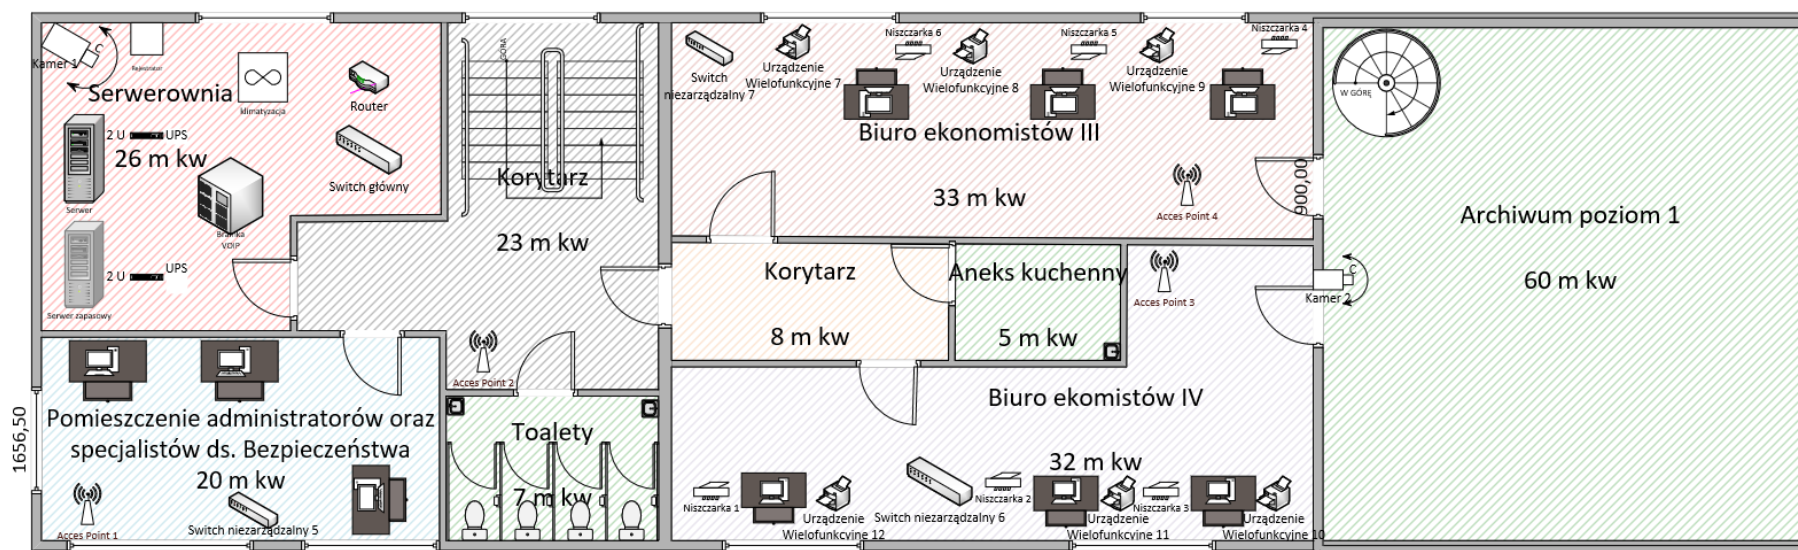 Kamer 1
C
Rejestrator
Serwerownia
klimatyzacja
Router
2 U
UPS
26 m kw
Serwer
Switch główny
Bramka
VOIP
2 U
UPS
Serwer zapasowy
GÓRA
Korytarz
23 m kw
Acces Point 2
Switch
niezarządzalny 7
Urządzenie
Wielofunkcyjne 7
Niszczarka 6
Urządzenie
Wielofunkcyjne 8
Niszczarka 5
Urządzenie
Wielofunkcyjne 9
Niszczarka 4
Biuro ekonomistów III
33 m kw
Acces Point 4
900,00
W GÓRĘ
Archiwum poziom 1
60 m kw
Korytarz
8 m kw
Aneks kuchenny
5 m kw
Acces Point 3
C
Kamer 2
1656,50
Pomieszczenie administratorów oraz
specjalistów ds. Bezpieczeństwa
20 m kw
Acces Point 1
Switch niezarządzalny 5
Toalety
7 m kw
Biuro ekomistów IV
32 m kw
Niszczarka 1
Urządzenie
Wielofunkcyjne 12
Switch niezarządzalny 6
Niszczarka 2
Urządzenie
Wielofunkcyjne 11
Niszczarka 3
Urządzenie
Wielofunkcyjne 10